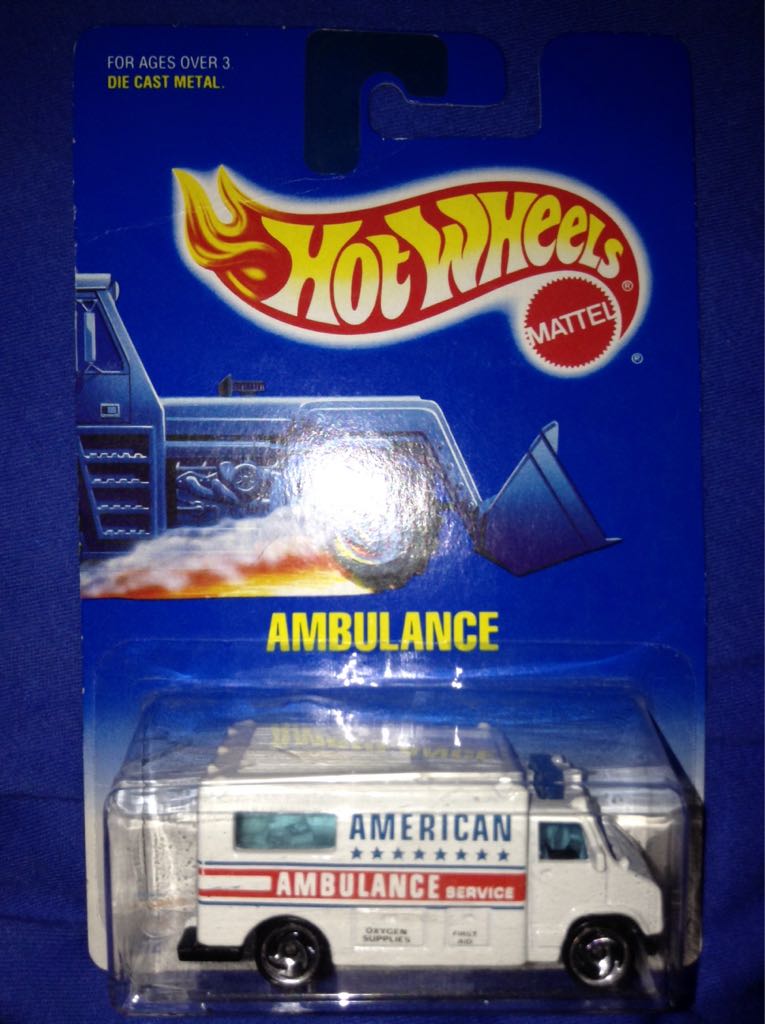 FOR AGES OVER 3.
DIE CAST METAL.
HOT WHEELS ®
MATTEL
®
AMBULANCE
AMERICAN
AMBULANCE SERVICE
OXYGEN
SUPPLIES
FIRST
AID